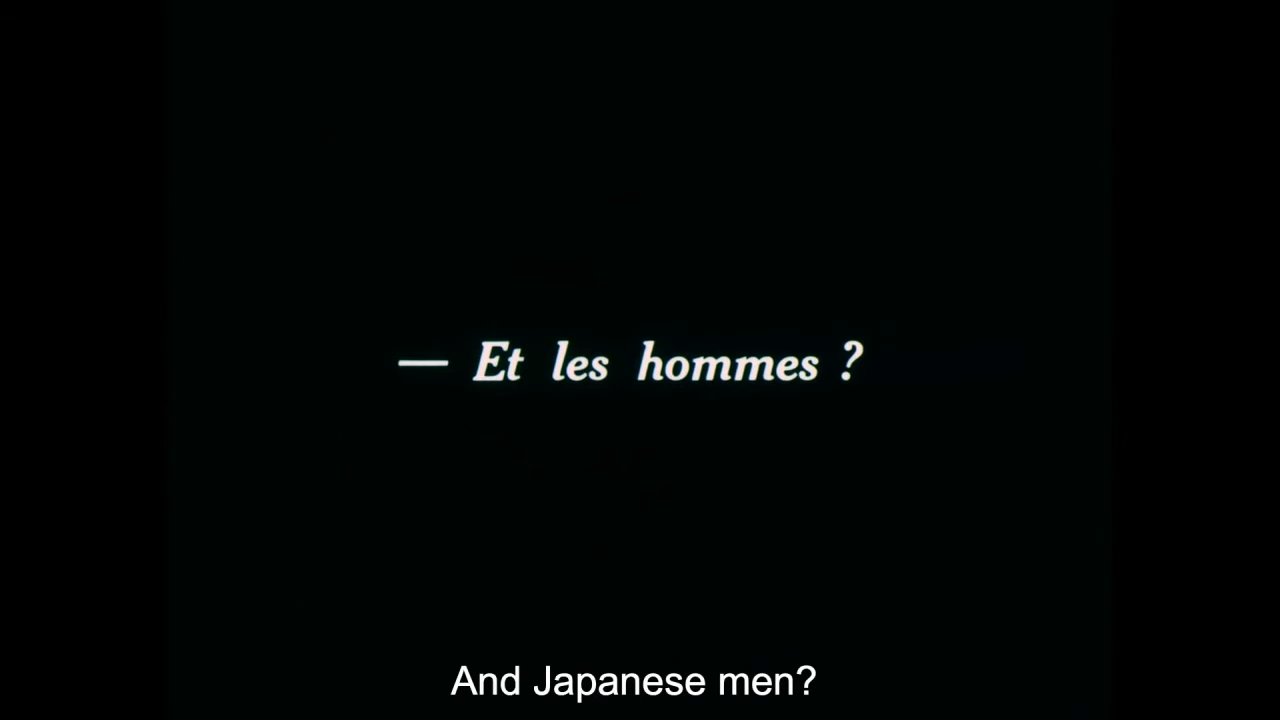 — Et les hommes ?
And Japanese men?